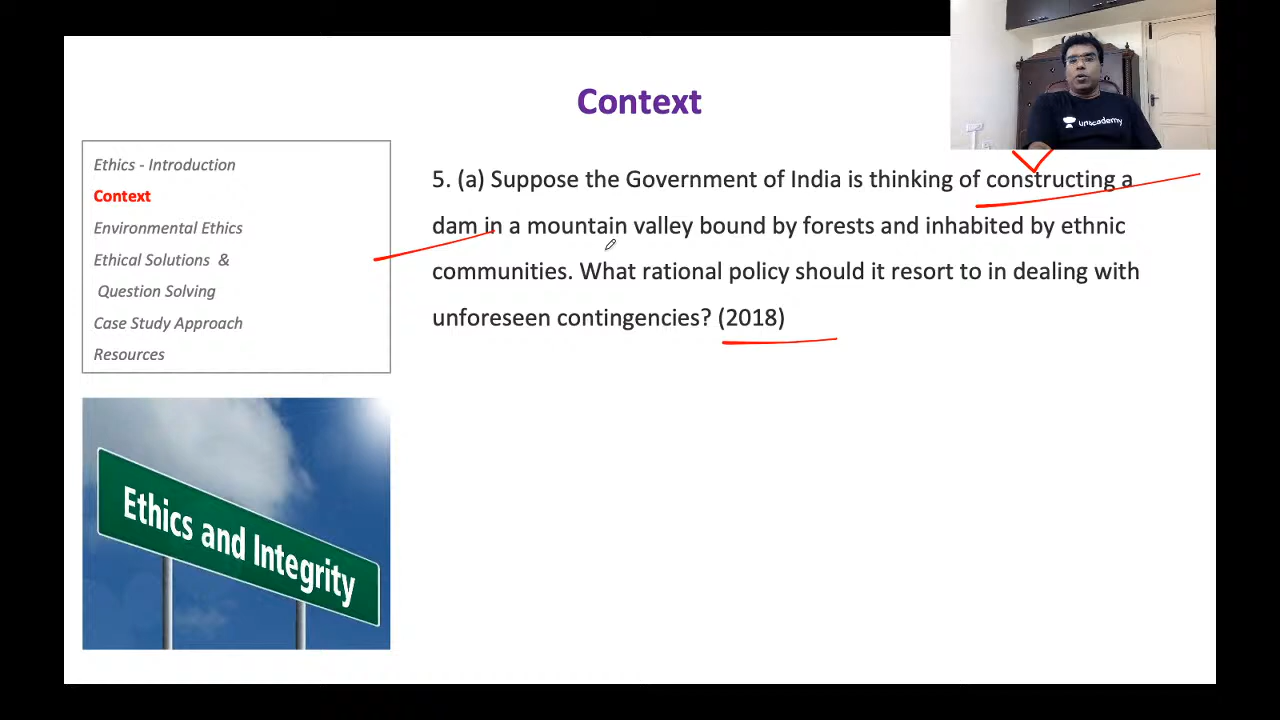 Context
unacademy
Ethics - Introduction
Context
Environmental Ethics
Ethical Solutions &
Question Solving
Case Study Approach
Resources
5. (a) Suppose the Government of India is thinking of constructing a
dam in a mountain valley bound by forests and inhabited by ethnic
communities. What rational policy should it resort to in dealing with
unforeseen contingencies? (2018)
Ethics and Integrity